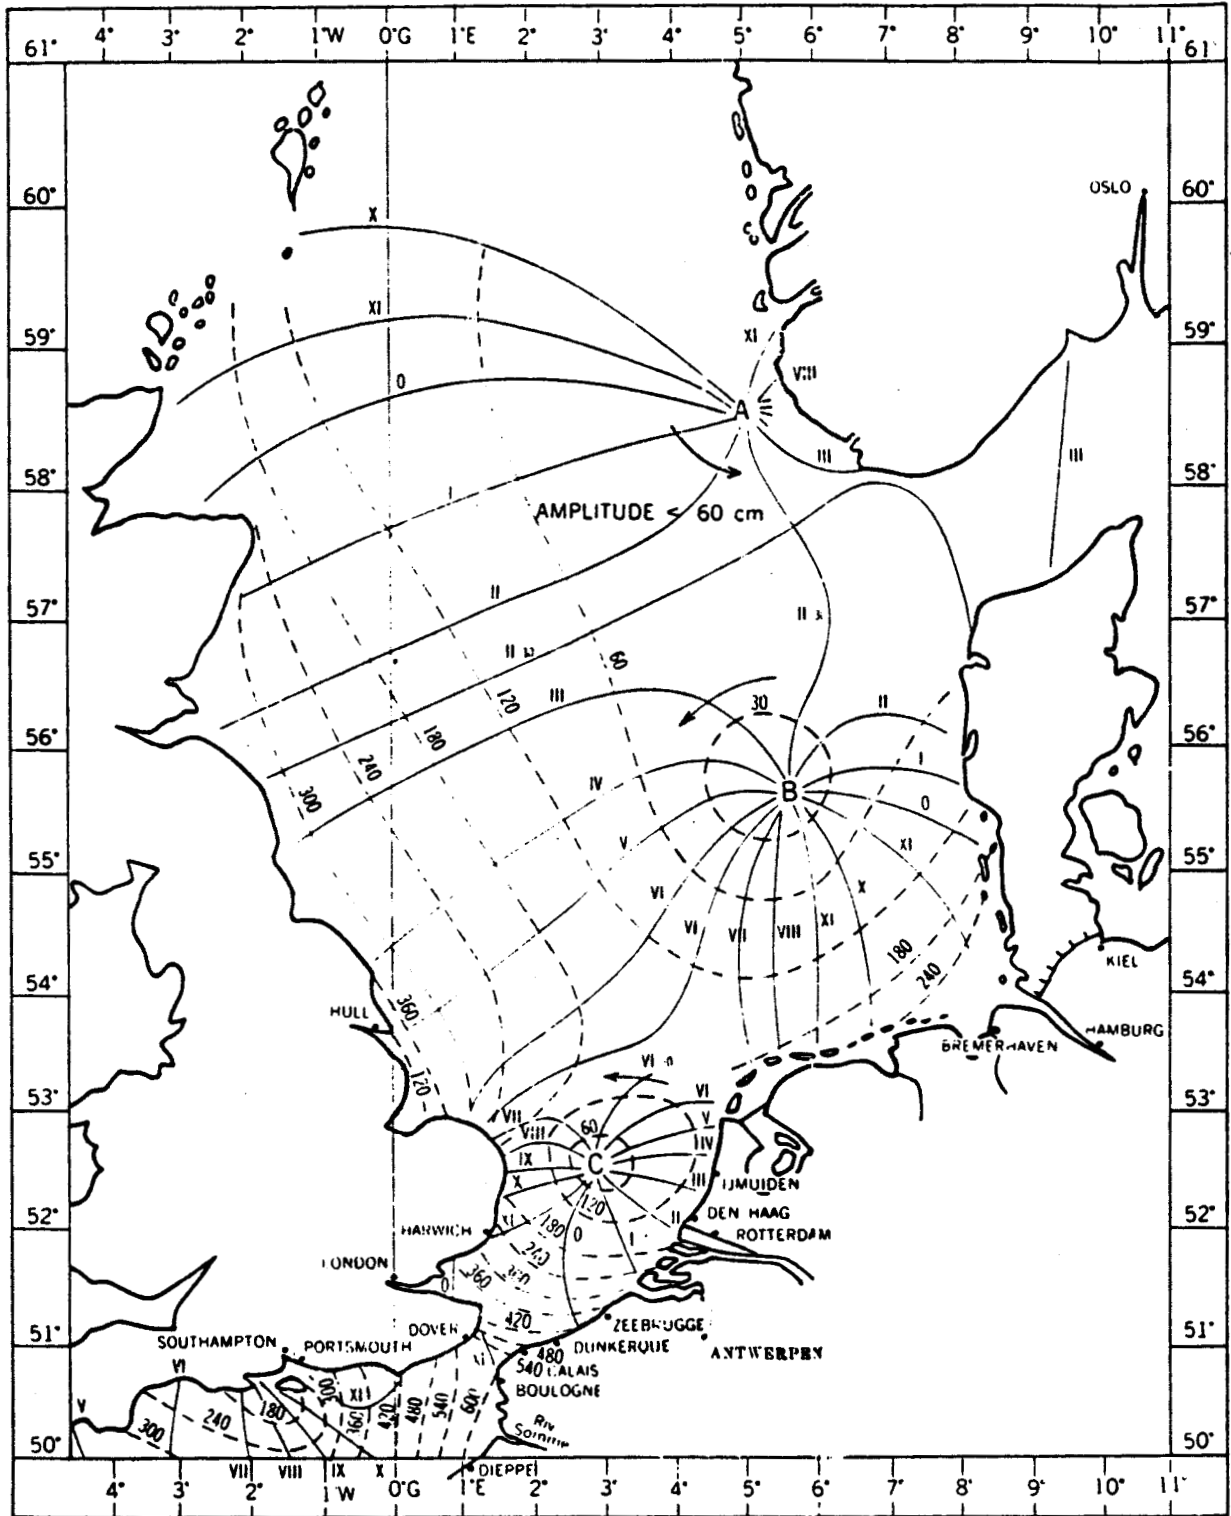 4° 3° 2° 1°W 0°G 1°E 2° 3° 4° 5° 6° 7° 8° 9° 10° 11°
61° 61°
60° OSLO 60°
X
XI
59° XI 59°
0 VIII
A
III III
58° 58°
AMPLITUDE < 60 cm
57° II II 57°
II 60
120 III 30 II
56° 180 56°
240 I
300 IV B 0
55° V XI 55°
VI X
VI VII VIII XI
180
54° 360 240 KIEL 54°
HULL HAMBURG
BREMERHAVEN
120 VI VI
53° VII 60 V 53°
VIII IV
IX C
X III IJMUIDEN
120 II DEN HAAG
52° HARWICH XI 180 0 I ROTTERDAM 52°
LONDON 240
0 360
420 ZEEBRUGGE
51° DOVER DUNKERQUE 51°
SOUTHAMPTON PORTSMOUTH 480 ANTWERPEN
VI 540 CALAIS
BOULOGNE
V 240 180 300 XII 360 420 480 540 600
300 Riv
Somme
50° 50°
VII VIII IX X DIEPPE
4° 3° 2° 1°W 0°G 1°E 2° 3° 4° 5° 6° 7° 8° 9° 10° 11°